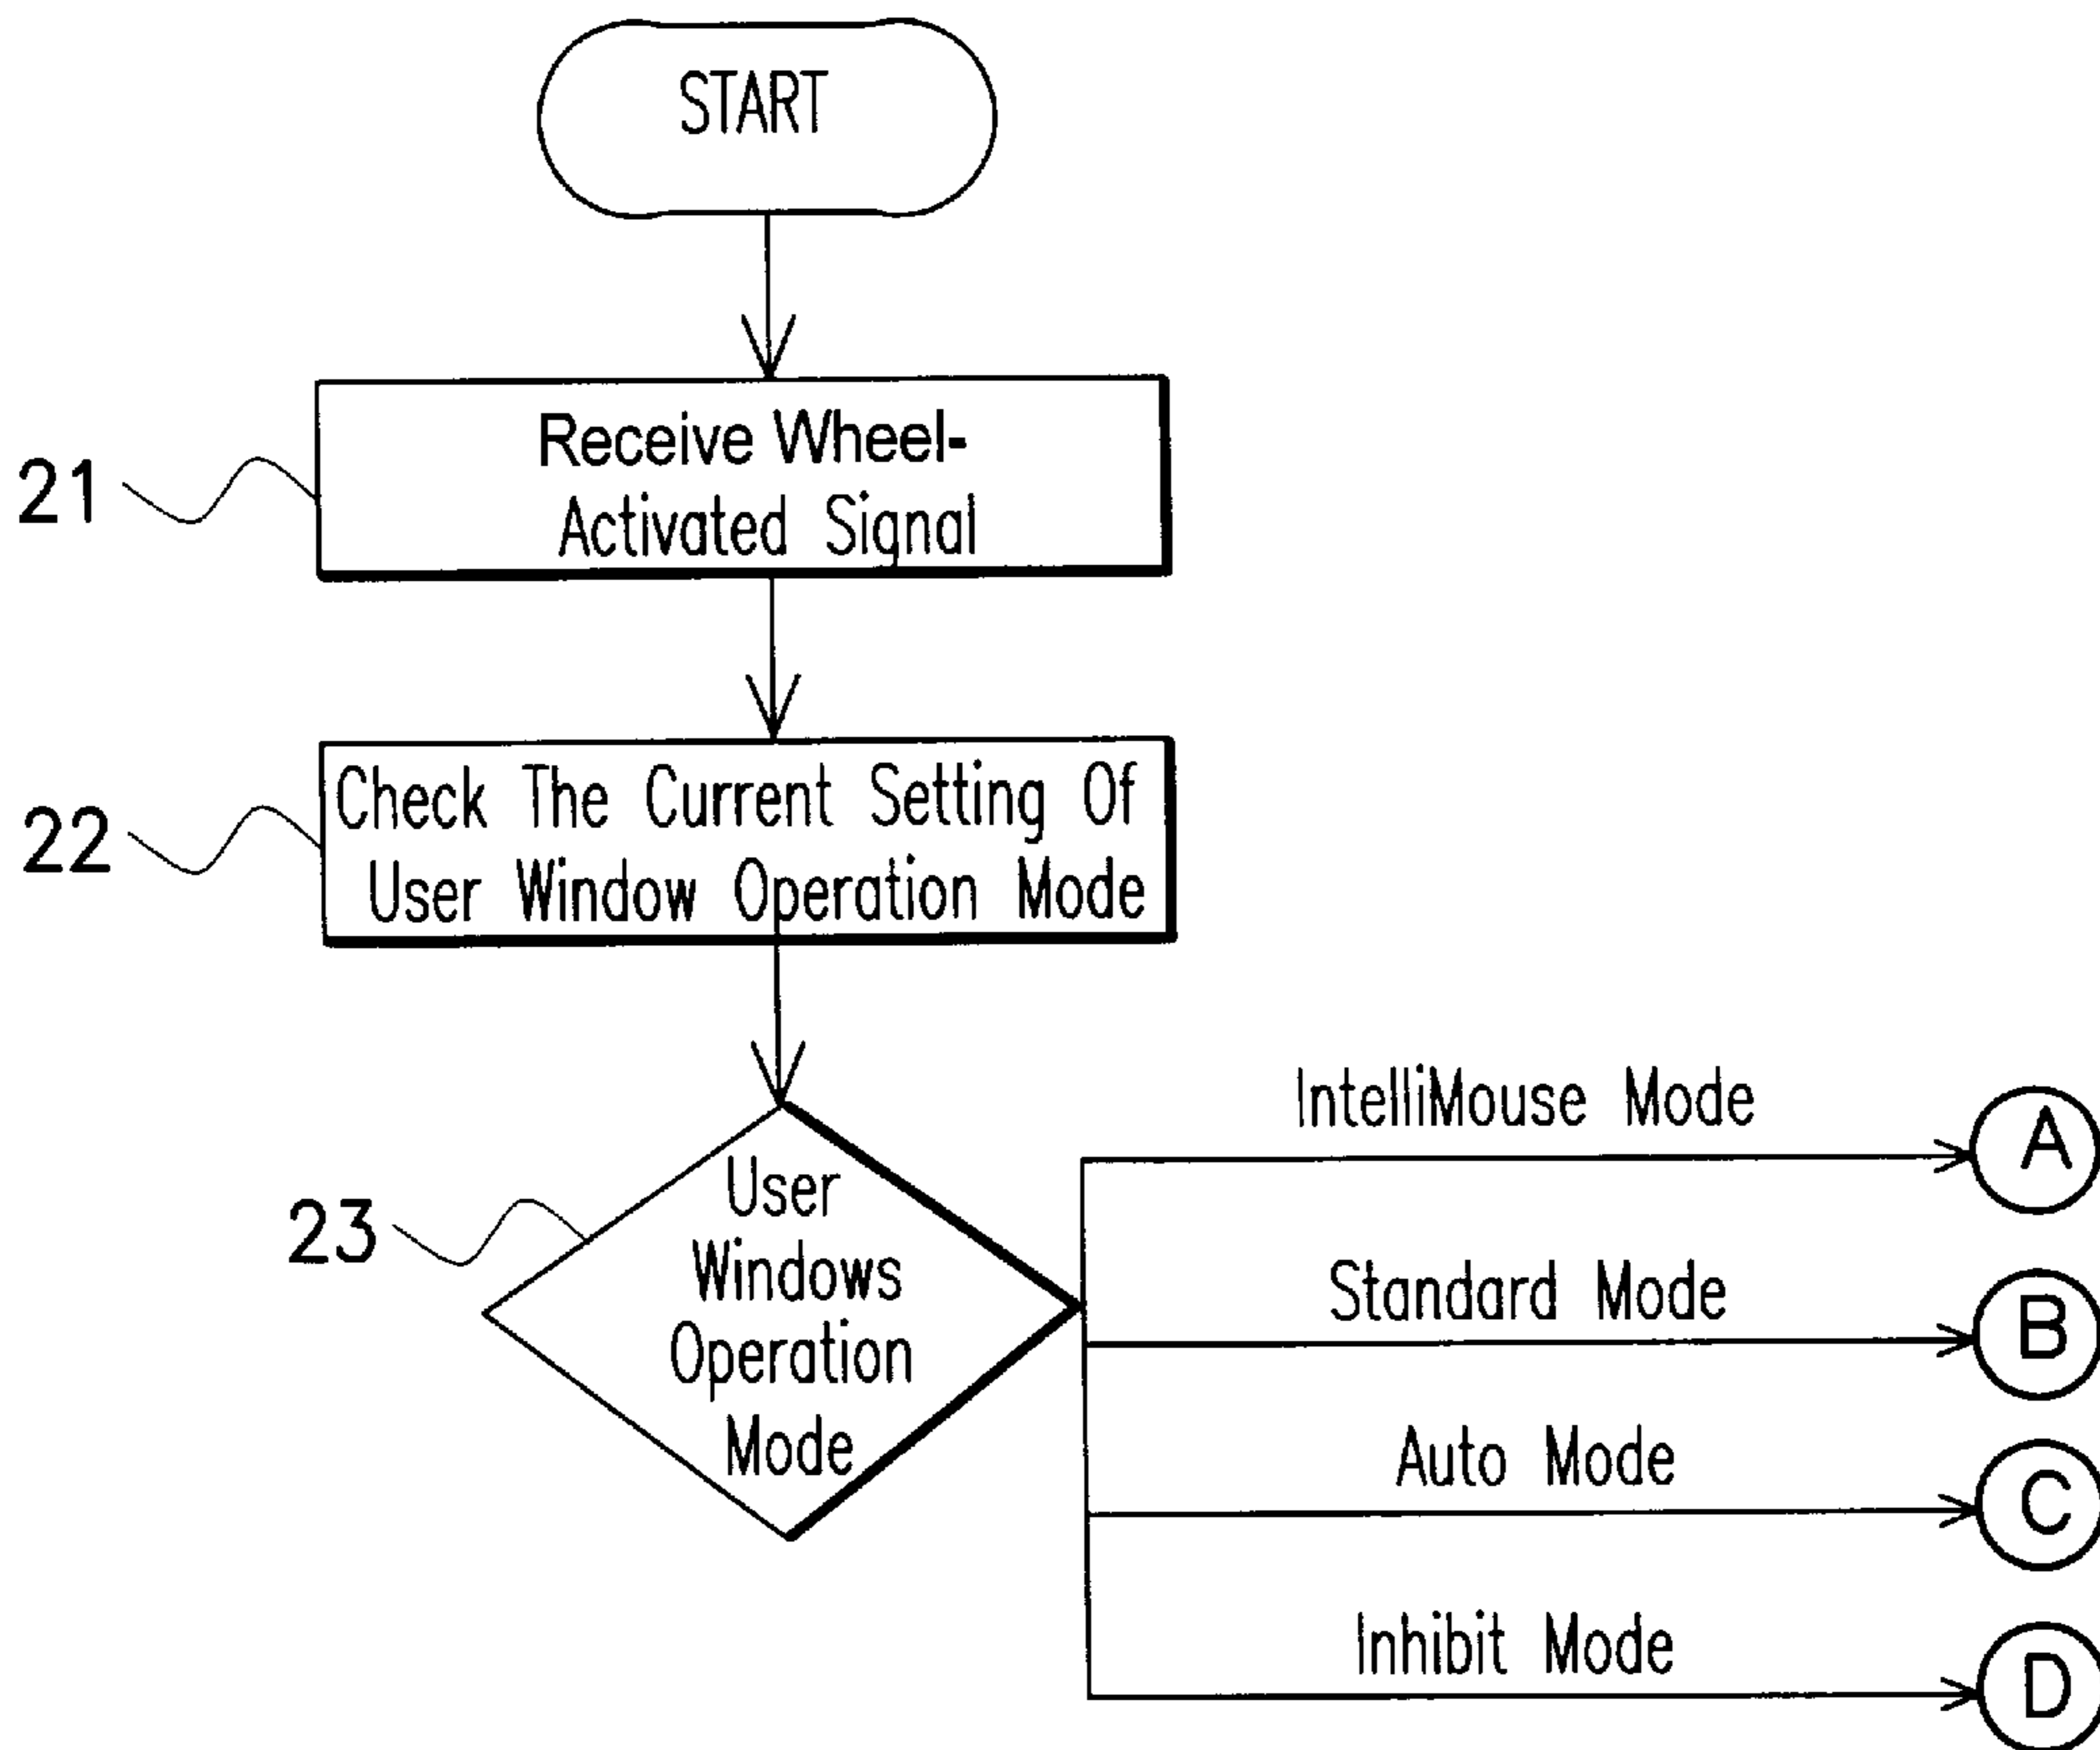 START
21
Receive Wheel-
Activated Signal
22
Check The Current Setting Of
User Window Operation Mode
23
User
Windows
Operation
Mode
IntelliMouse Mode
A
Standard Mode
B
Auto Mode
C
Inhibit Mode
D